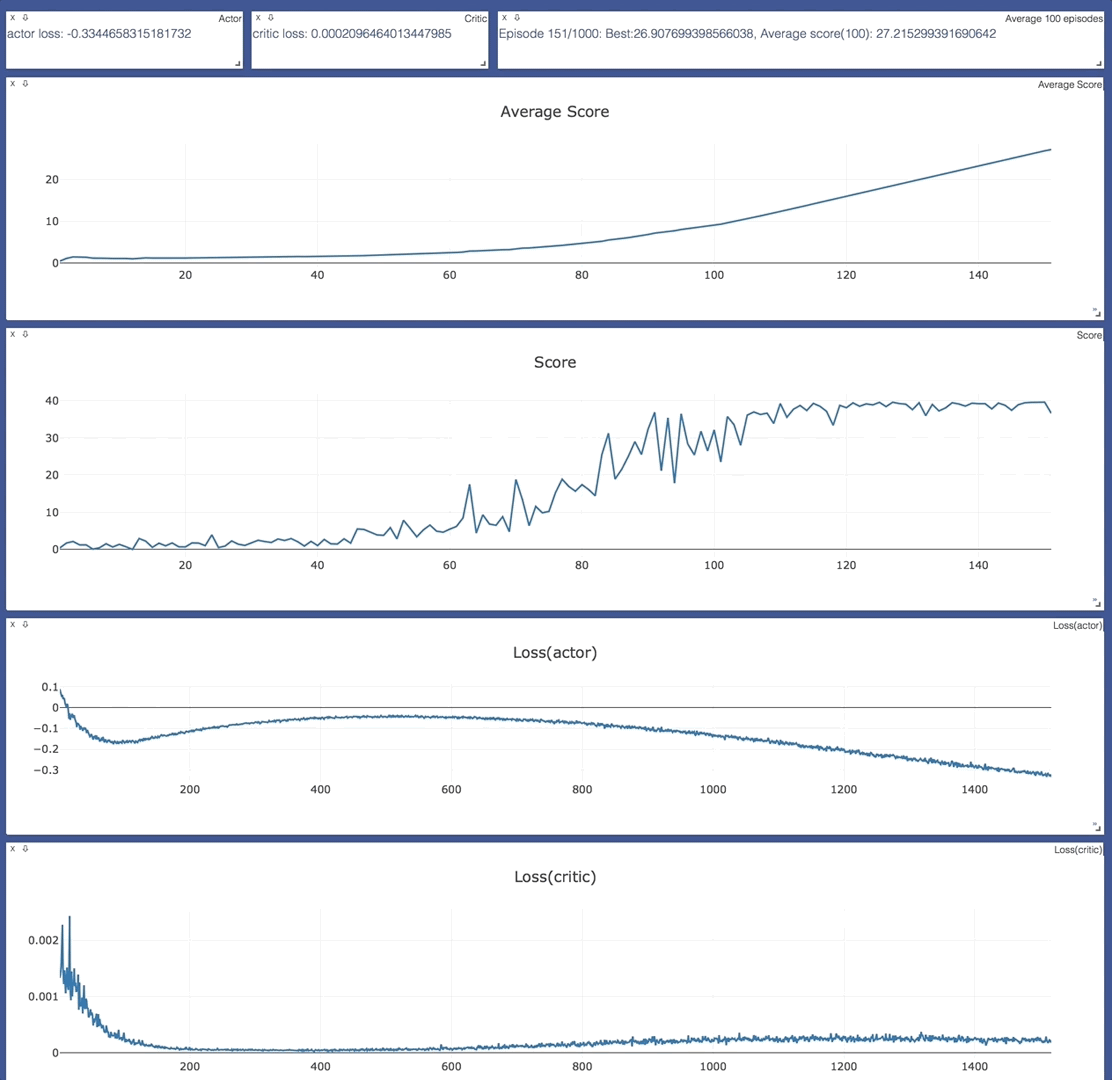 x ⇩ Actor
actor loss: -0.3344658315181732
x ⇩ Critic
critic loss: 0.0002096464013447985
x ⇩ Average 100 episodes
Episode 151/1000: Best:26.907699398566038, Average score(100): 27.215299391690642
x ⇩ Average Score
Average Score
20
10
0
20 40 60 80 100 120 140
x ⇩ Score
Score
40
30
20
10
0
20 40 60 80 100 120 140
x ⇩ Loss(actor)
Loss(actor)
0.1
0
−0.1
−0.2
−0.3
200 400 600 800 1000 1200 1400
x ⇩ Loss(critic)
Loss(critic)
0.002
0.001
0
200 400 600 800 1000 1200 1400